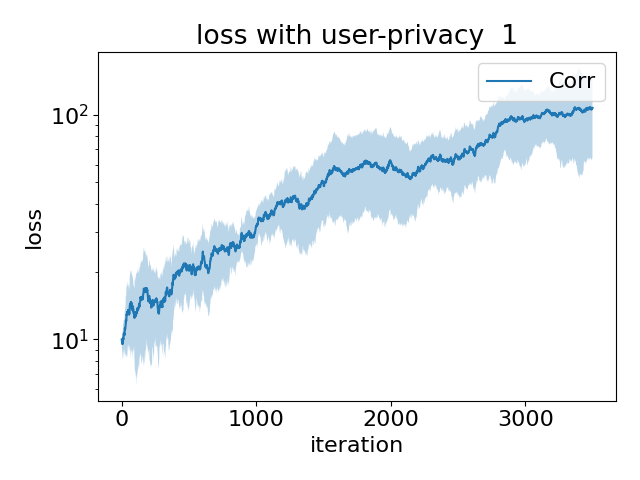 loss with user-privacy  1
Corr
loss
10²
10¹
0 1000 2000 3000
iteration